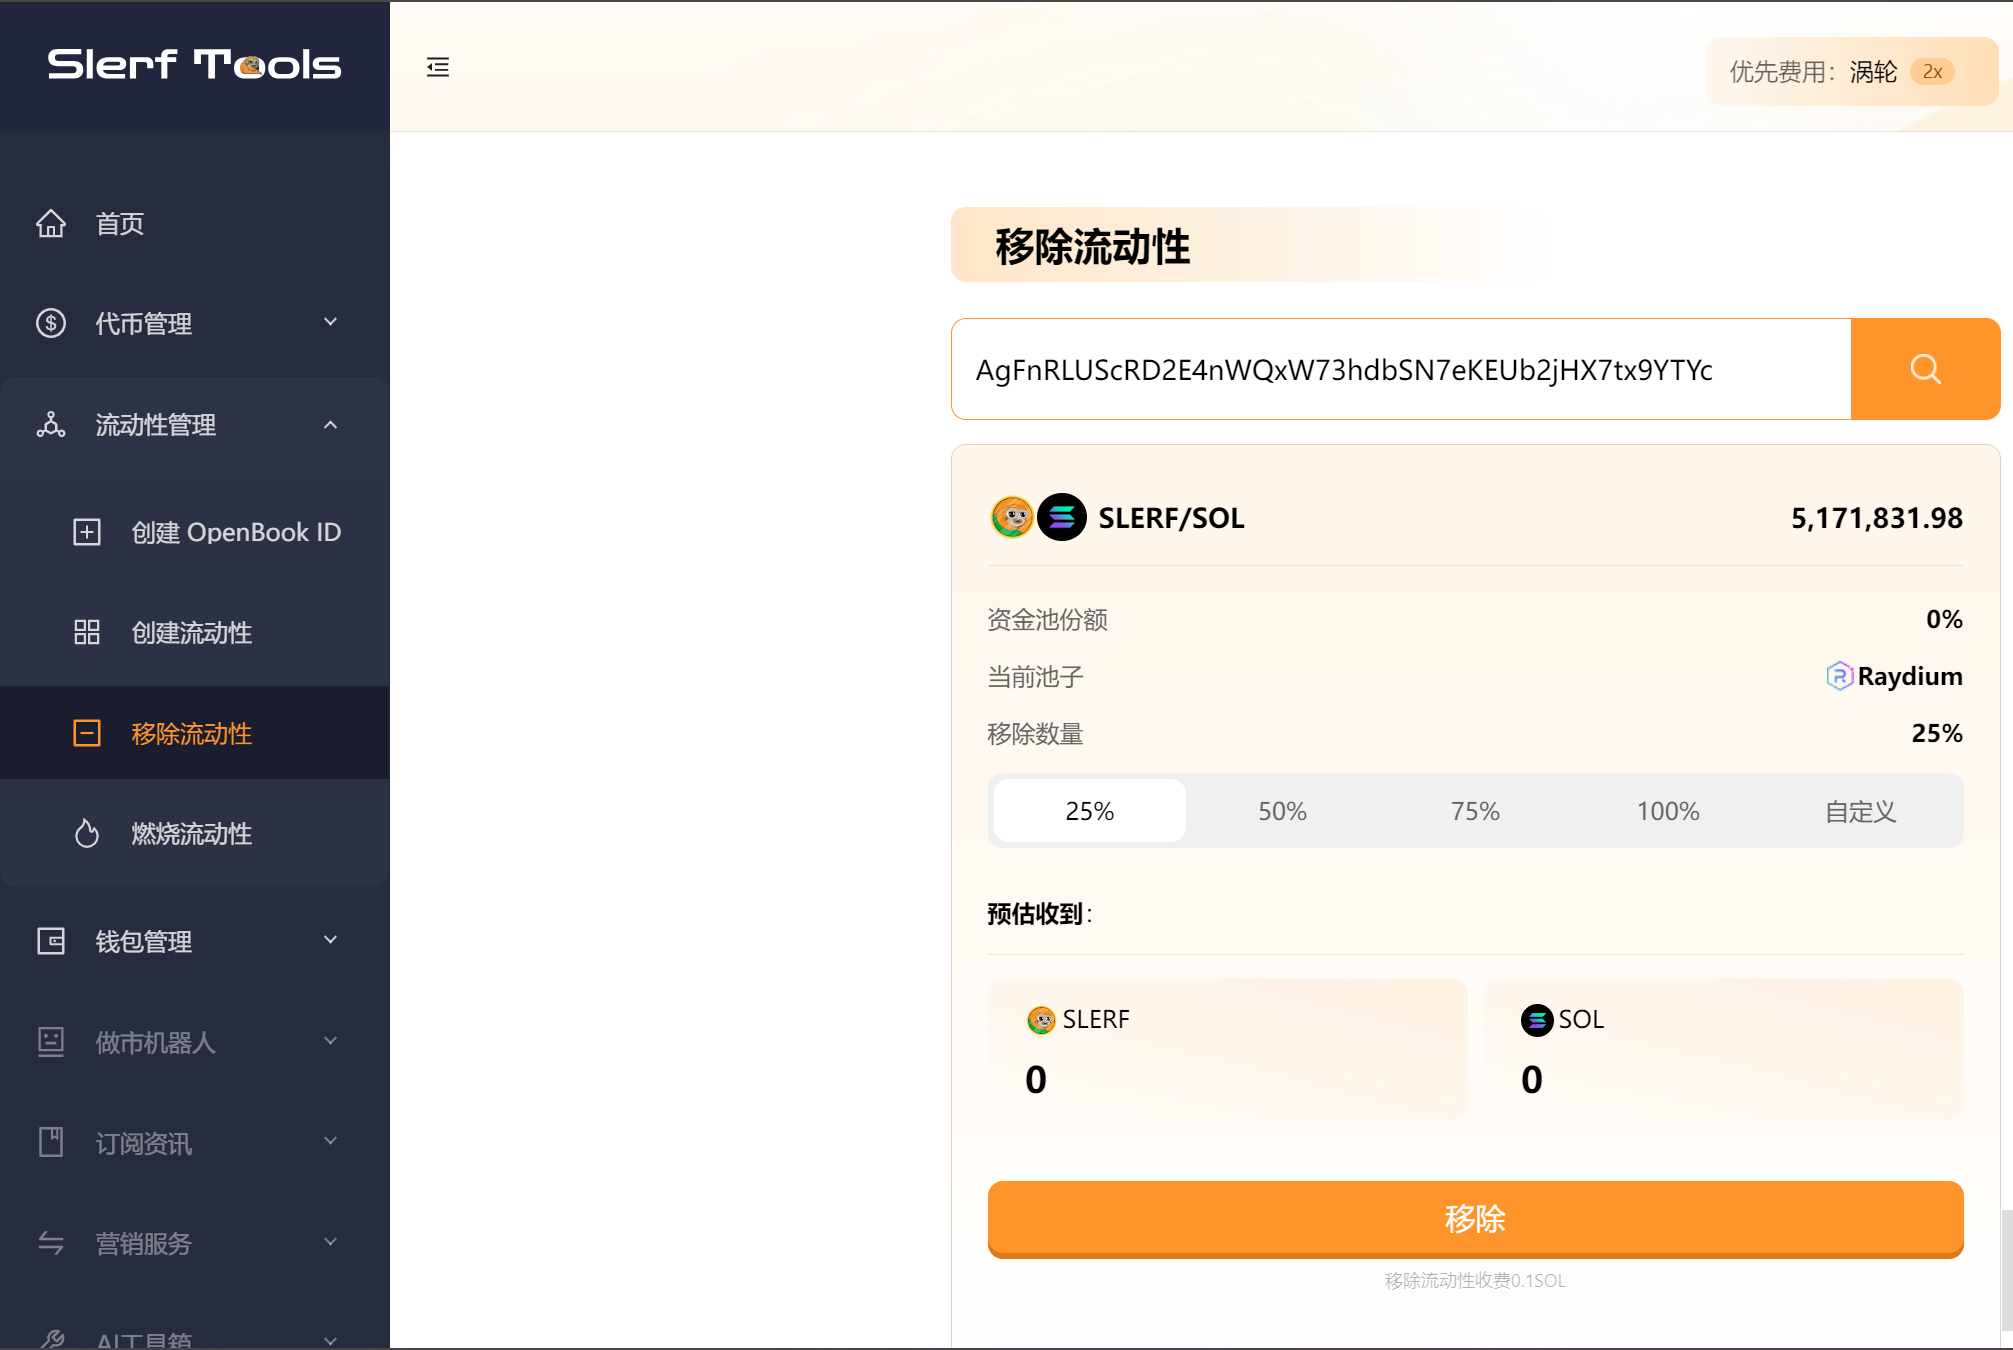 Slerf Tools
优先费用：涡轮 2x
首页
代币管理
流动性管理
创建 OpenBook ID
创建流动性
移除流动性
燃烧流动性
钱包管理
做市机器人
订阅资讯
营销服务
AI工具箱
移除流动性
AgFnRLUScRD2E4nWQxW73hdbSN7eKEUb2jHX7tx9YTYc
SLERF/SOL 5,171,831.98
资金池份额 0%
当前池子 Raydium
移除数量 25%
25% 50% 75% 100% 自定义
预估收到：
SLERF
0
SOL
0
移除
移除流动性收费0.1SOL